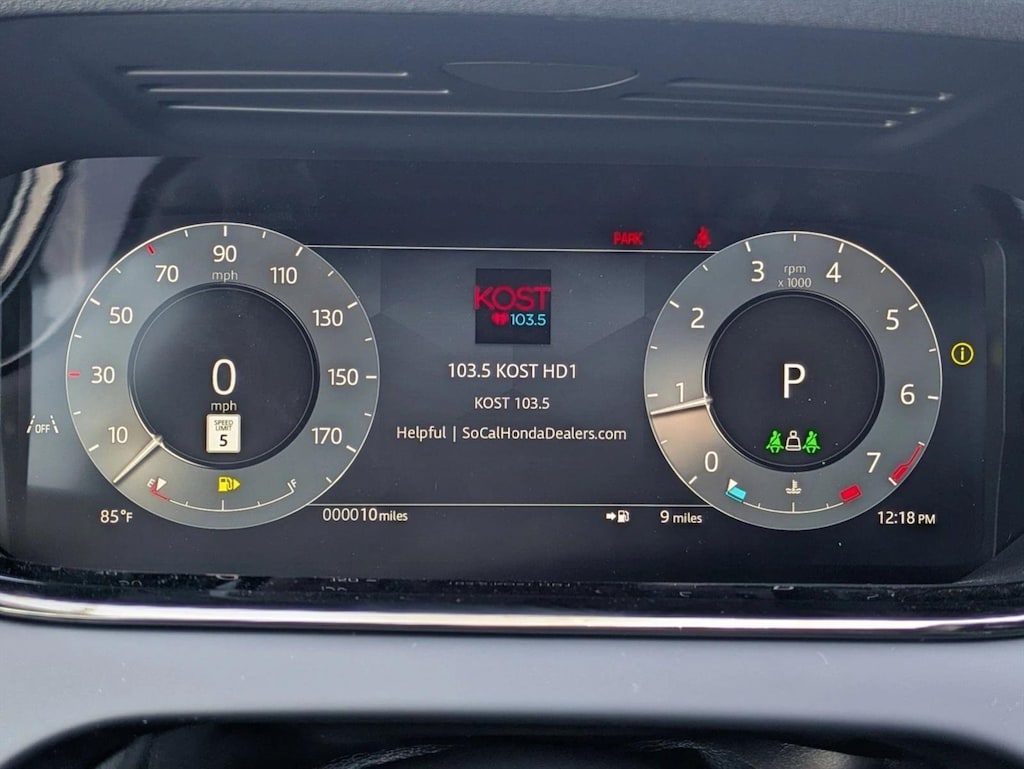 PARK
90
mph
70
110
50
130
30
150
10
170
0
mph
SPEED
LIMIT
5
OFF
E
F
85°F
KOST
103.5
103.5 KOST HD1
KOST 103.5
Helpful | SoCalHondaDealers.com
000010 miles
9 miles
rpm
x 1000
3
4
2
5
1
6
0
7
P
i
12:18 PM